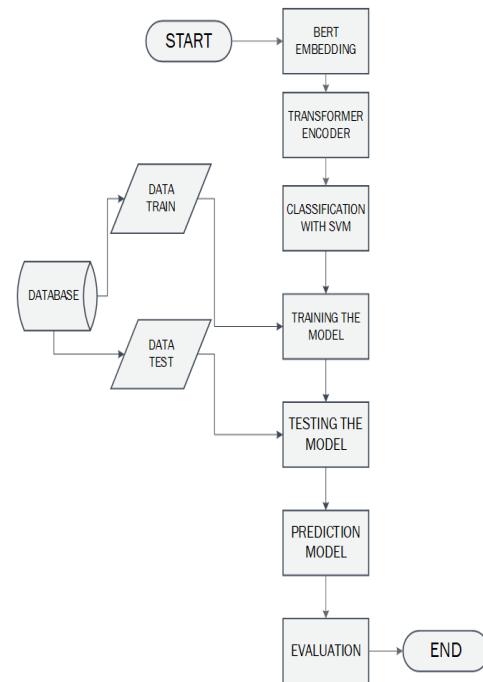 START
BERT
EMBEDDING
TRANSFORMER
ENCODER
DATA
TRAIN
CLASSIFICATION
WITH SVM
DATABASE
TRAINING THE
MODEL
DATA
TEST
TESTING THE
MODEL
PREDICTION
MODEL
EVALUATION
END